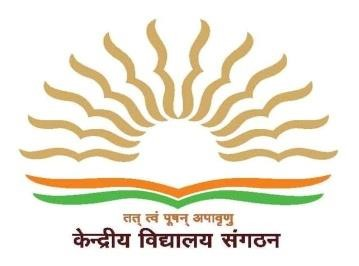 तत् त्वं पूषन् अपावृणु
केन्द्रीय विद्यालय संगठन